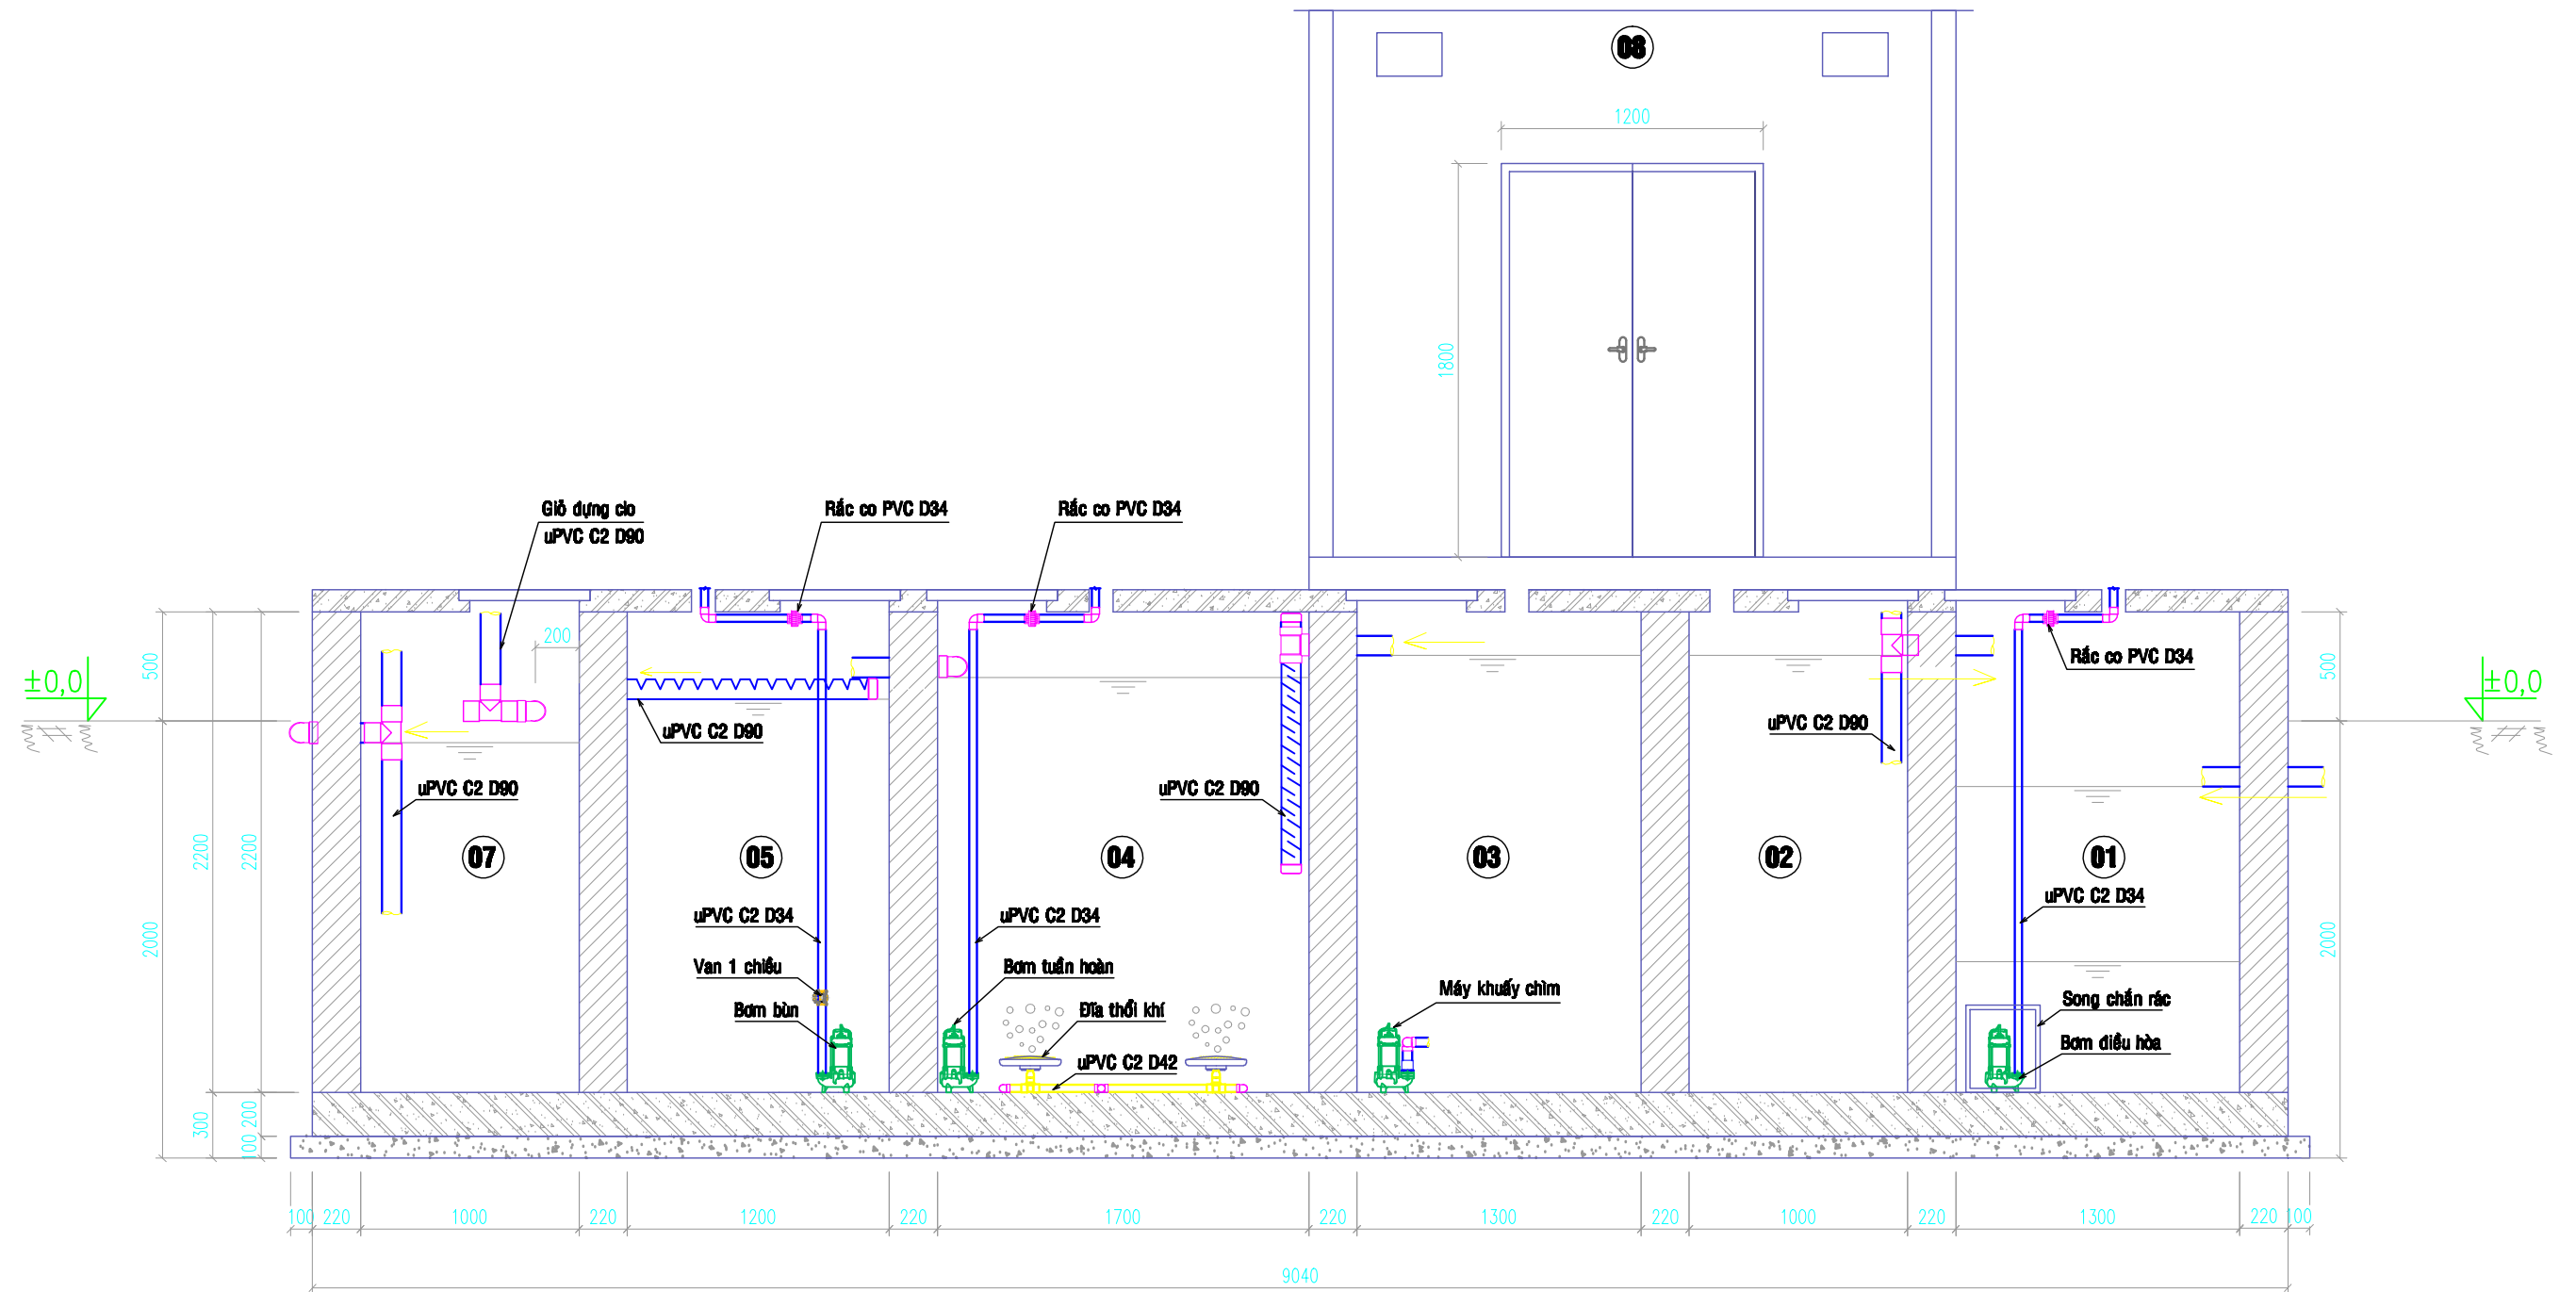 08
1200
1800
Giỏ đựng clo
uPVC C2 D90
Rắc co PVC D34
Rắc co PVC D34
200
500
±0,0
Rắc co PVC D34
500
±0,0
uPVC C2 D90
uPVC C2 D90
uPVC C2 D90
uPVC C2 D90
2200
2200
07
05
04
03
02
01
uPVC C2 D34
uPVC C2 D34
uPVC C2 D34
2000
2000
Van 1 chiều
Bơm tuần hoàn
Máy khuấy chìm
Song chắn rác
Bơm bùn
Đĩa thổi khí
Bơm điều hòa
uPVC C2 D42
300
200
100
100 220 1000 220 1200 220 1700 220 1300 220 1000 220 1300 220 100
9040